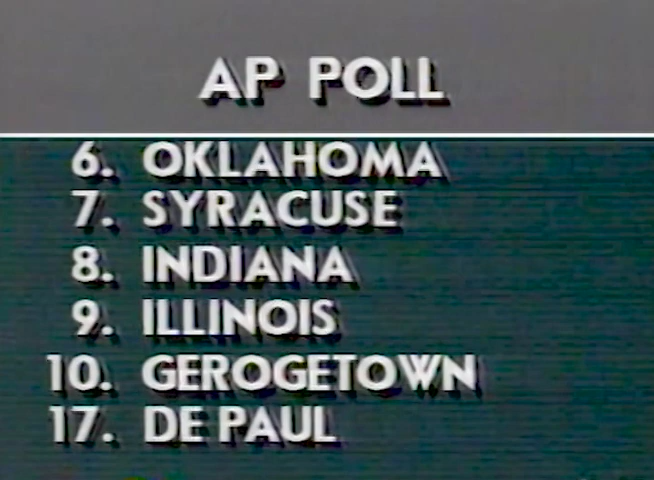 AP POLL
6. OKLAHOMA
7. SYRACUSE
8. INDIANA
9. ILLINOIS
10. GEROGETOWN
17. DE PAUL